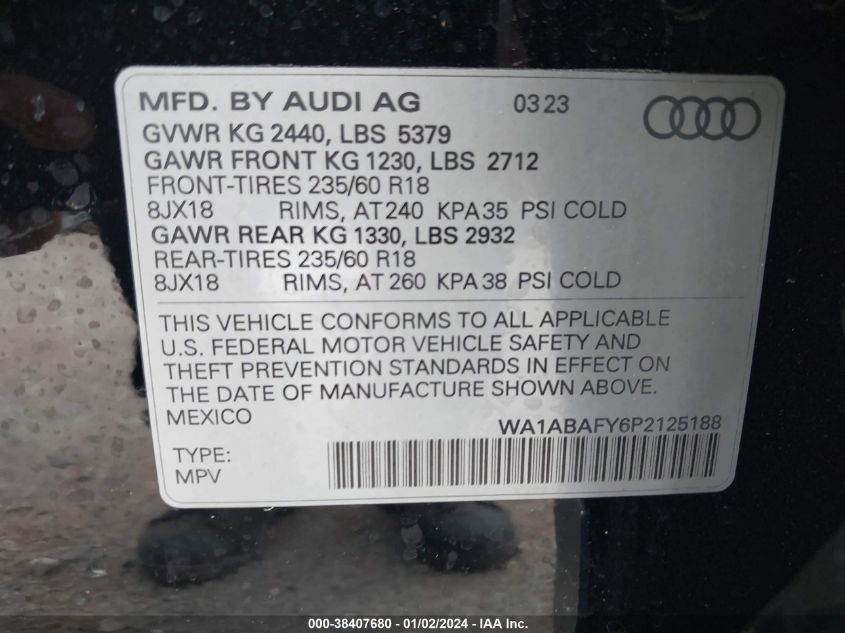 MFD. BY AUDI AG 03 23
GVWR KG 2440, LBS 5379
GAWR FRONT KG 1230, LBS 2712
FRONT-TIRES 235/60 R18
8JX18 RIMS, AT 240 KPA 35 PSI COLD
GAWR REAR KG 1330, LBS 2932
REAR-TIRES 235/60 R18
8JX18 RIMS, AT 260 KPA 38 PSI COLD
THIS VEHICLE CONFORMS TO ALL APPLICABLE
U.S. FEDERAL MOTOR VEHICLE SAFETY AND
THEFT PREVENTION STANDARDS IN EFFECT ON
THE DATE OF MANUFACTURE SHOWN ABOVE.
MEXICO
WA1ABAFY6P2125188
TYPE:
MPV
000-38407680 - 01/02/2024 - IAA Inc.